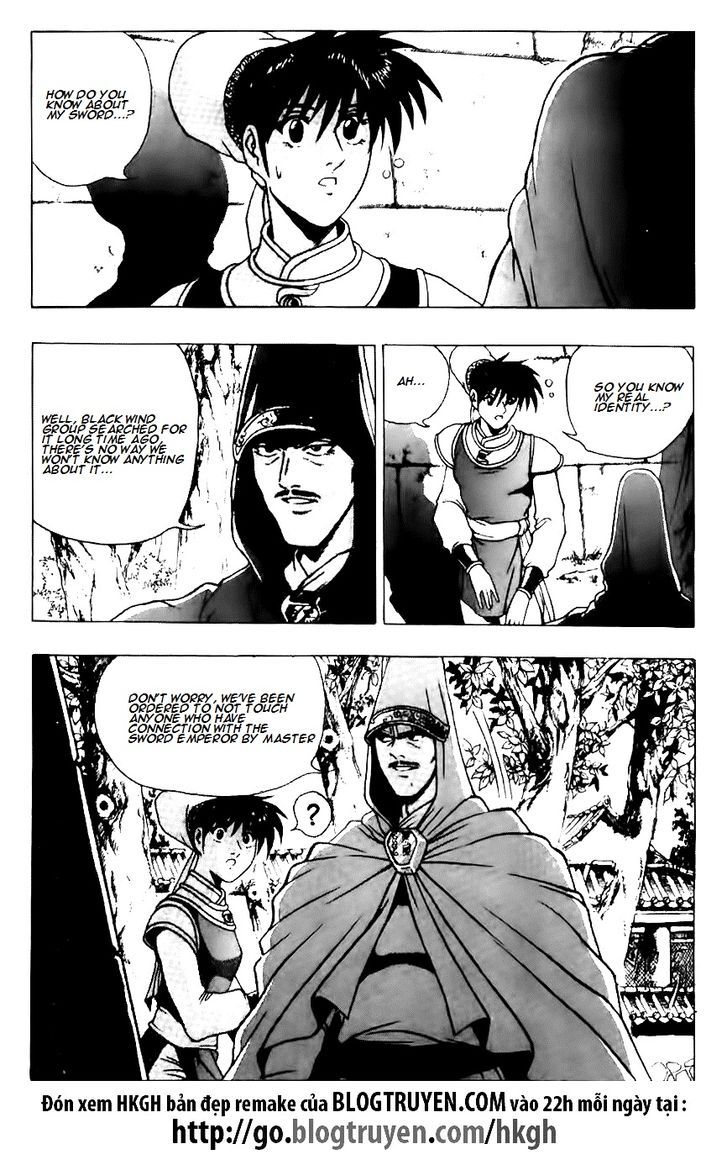 HOW DO YOU
KNOW ABOUT
MY SWORD...?
WELL, BLACK WIND
GROUP SEARCHED FOR
IT LONG TIME AGO,
THERE'S NO WAY WE
WON'T KNOW ANYTHING
ABOUT IT...
AH...
SO YOU KNOW
MY REAL
IDENTITY...?
DON'T WORRY, WE'VE BEEN
ORDERED TO NOT TOUCH
ANYONE WHO HAVE
CONNECTION WITH THE
SWORD EMPEROR BY MASTER
?
Đón xem HKGH bản đẹp remake của BLOGTRUYEN.COM vào 22h mỗi ngày tại :
http://go.blogtruyen.com/hkgh